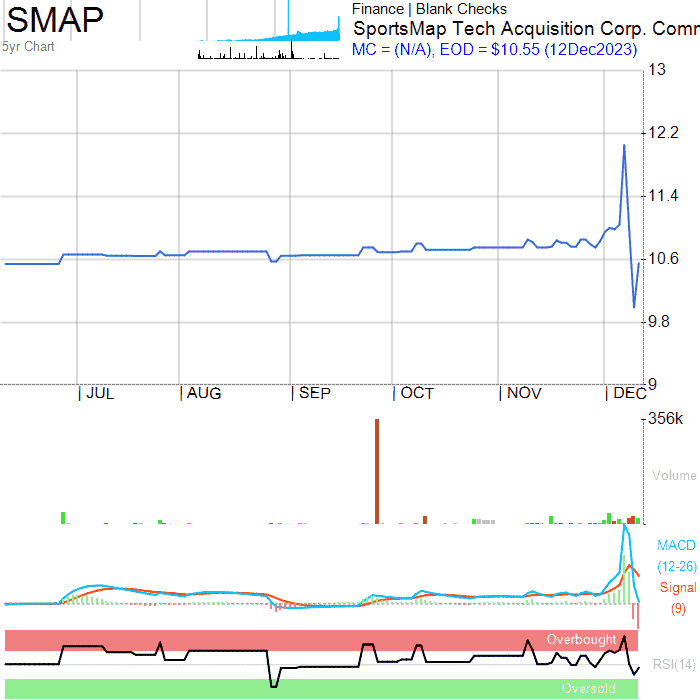 SMAP
5yr Chart
Finance | Blank Checks
SportsMap Tech Acquisition Corp. Comm
MC = (N/A), EOD = $10.55 (12Dec2023)
13
12.2
11.4
10.6
9.8
9
| JUL | AUG | SEP | OCT | NOV | DEC
356k
Volume
MACD
(12-26)
Signal
(9)
Overbought
RSI(14)
Oversold